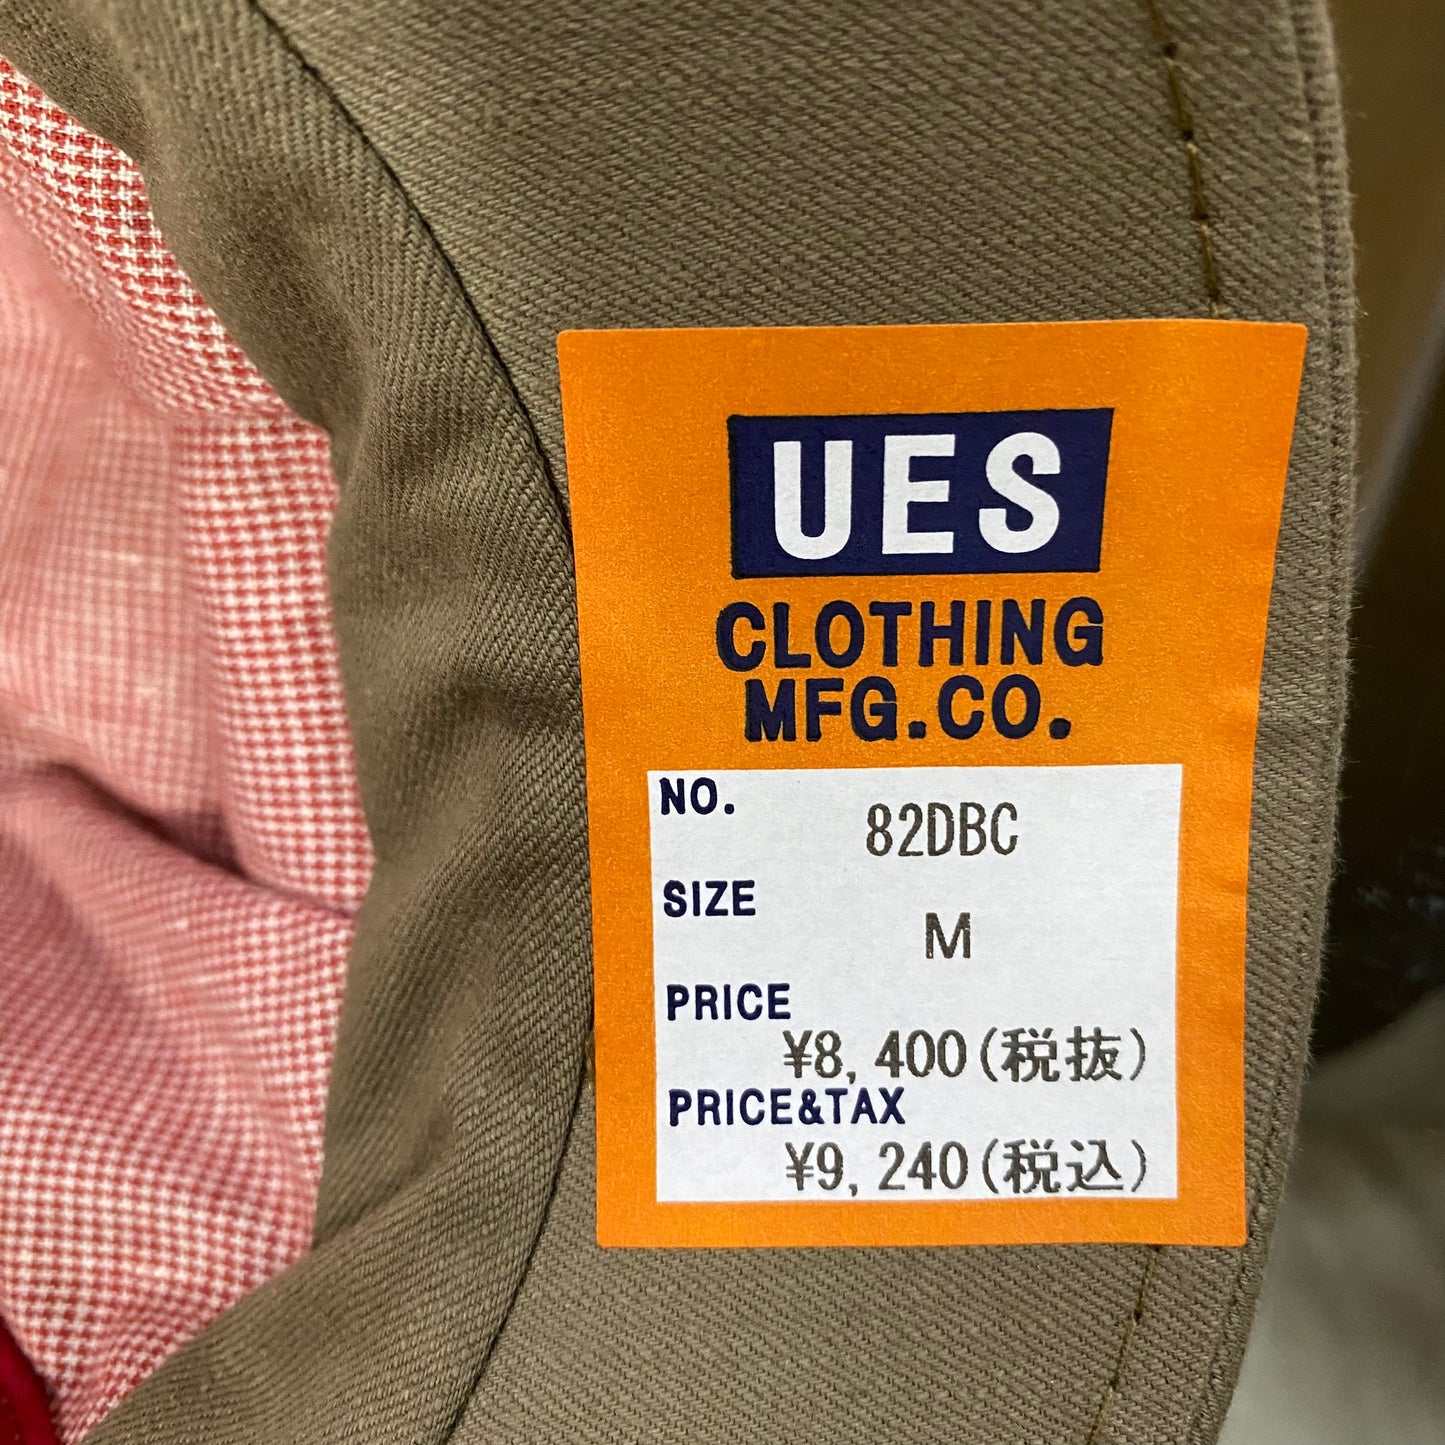 UES
CLOTHING
MFG.CO.
NO.
82DBC
SIZE
M
PRICE
¥8,400(税抜)
PRICE&TAX
¥9,240(税込)